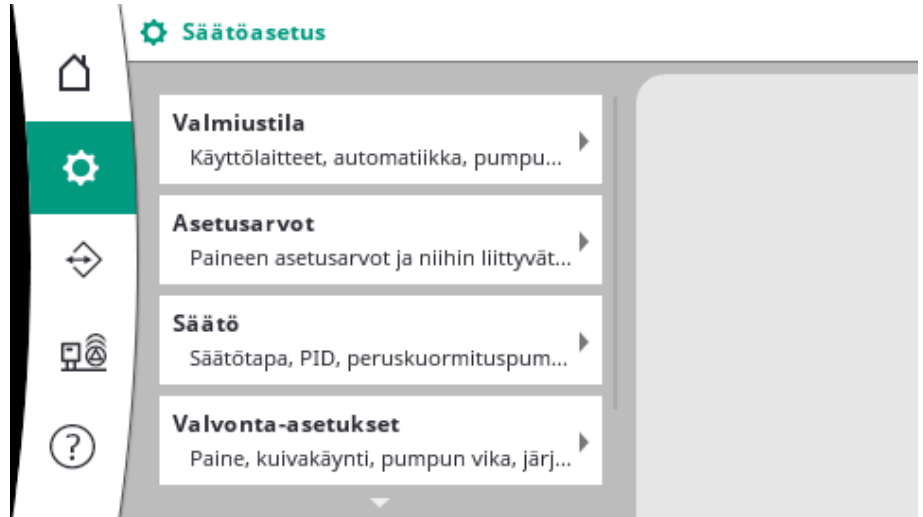 Säätöasetus
Valmiustila
Käyttölaitteet, automatiikka, pumpu...
Asetusarvot
Paineen asetusarvot ja niihin liittyvät...
Säätö
Säätötapa, PID, peruskuormituspum...
Valvonta-asetukset
Paine, kuivakäynti, pumpun vika, järj...
?